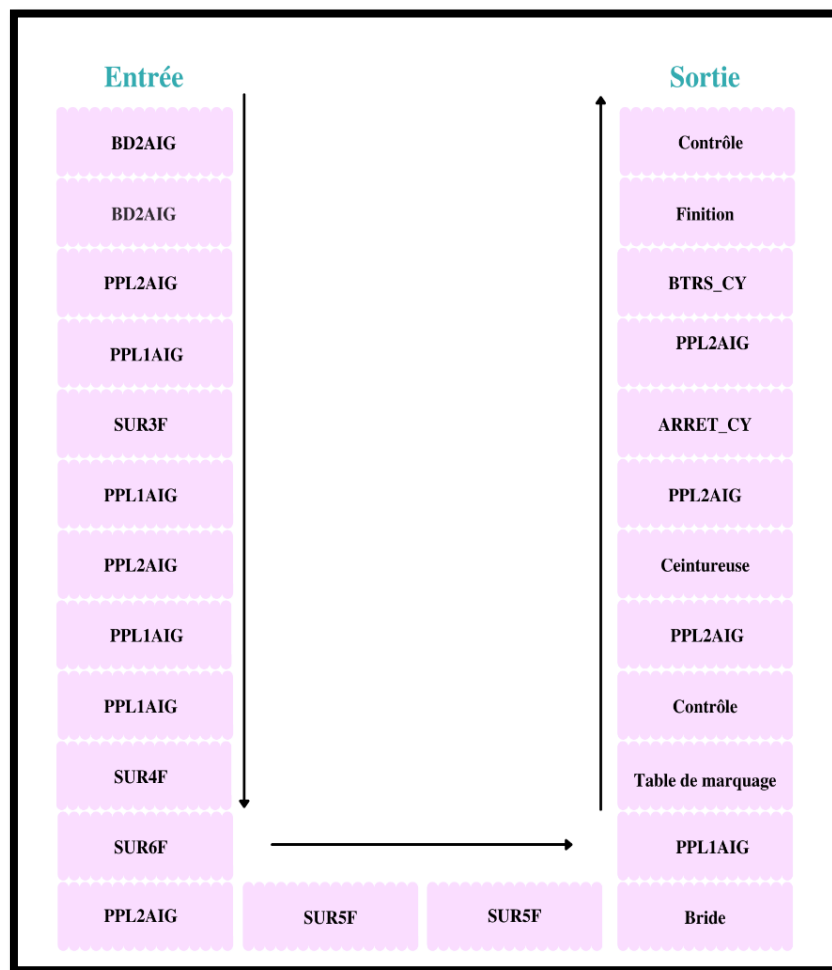 Entrée
BD2AIG
BD2AIG
PPL2AIG
PPL1AIG
SUR3F
PPL1AIG
PPL2AIG
PPL1AIG
PPL1AIG
SUR4F
SUR6F
PPL2AIG
SUR5F
SUR5F
Sortie
Contrôle
Finition
BTRS_CY
PPL2AIG
ARRET_CY
PPL2AIG
Ceintureuse
PPL2AIG
Contrôle
Table de marquage
PPL1AIG
Bride